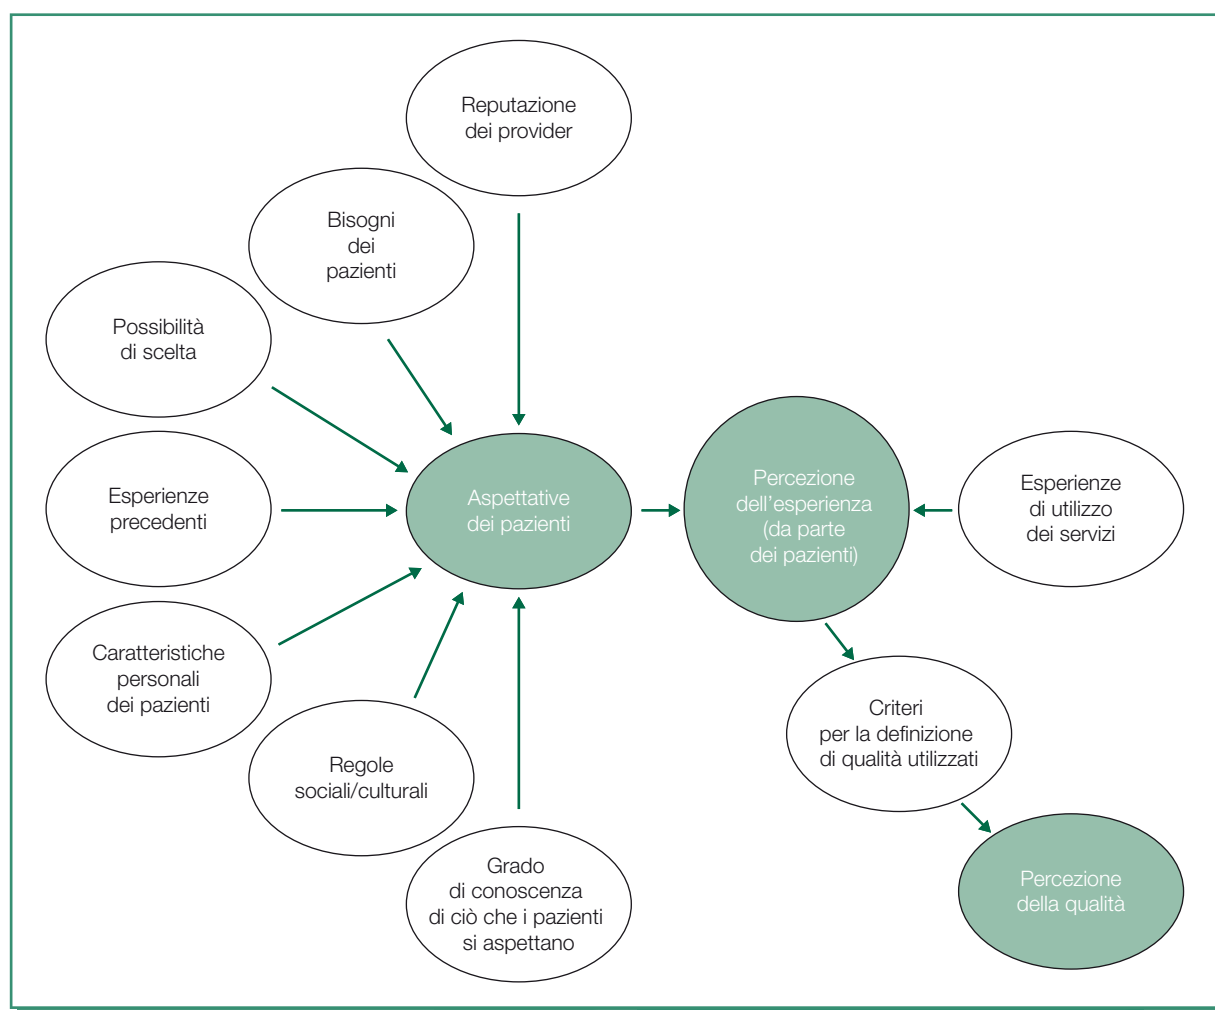 Reputazione
dei provider
Bisogni
dei
pazienti
Possibilità
di scelta
Esperienze
precedenti
Aspettative
dei pazienti
Percezione
dell'esperienza
(da parte
dei pazienti)
Esperienze
di utilizzo
dei servizi
Caratteristiche
personali
dei pazienti
Regole
sociali/culturali
Grado
di conoscenza
di ciò che i pazienti
si aspettano
Criteri
per la definizione
di qualità utilizzati
Percezione
della qualità